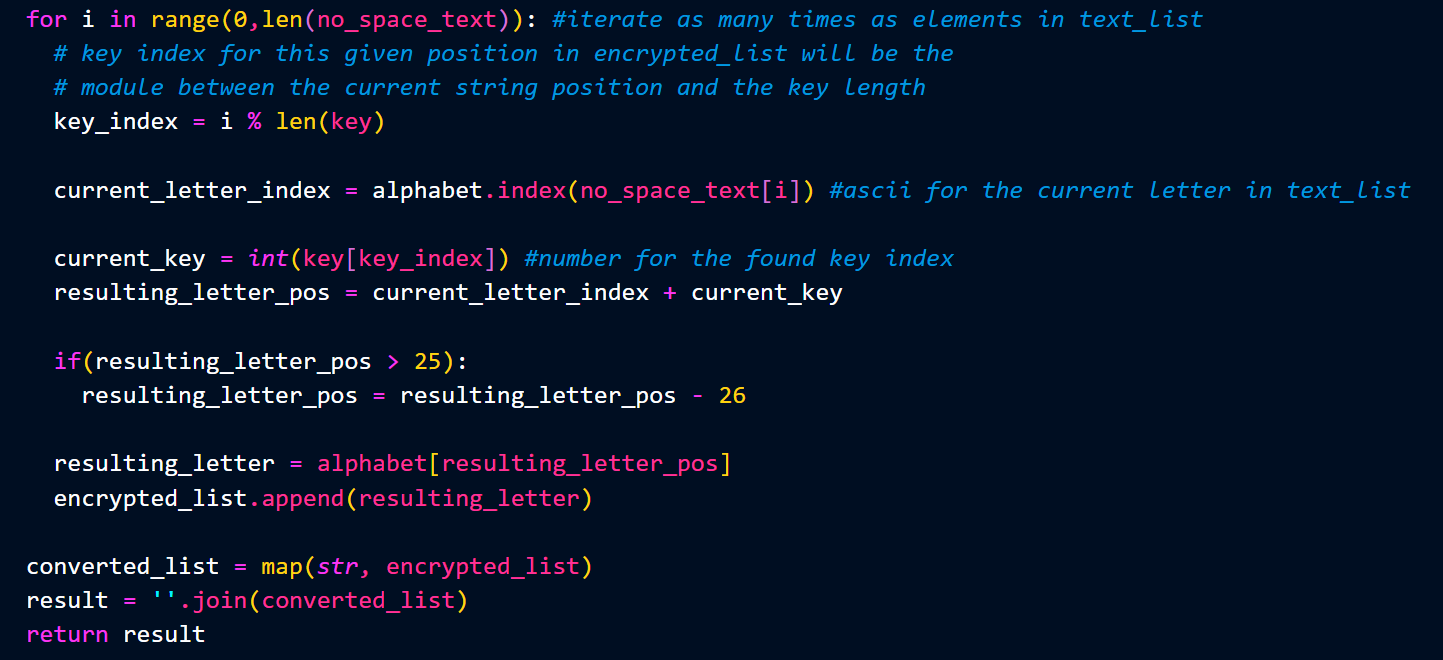 for i in range(0,len(no_space_text)): #iterate as many times as elements in text_list
# key index for this given position in encrypted_list will be the
# module between the current string position and the key length
key_index = i % len(key)
current_letter_index = alphabet.index(no_space_text[i]) #ascii for the current letter in text_list
current_key = int(key[key_index]) #number for the found key index
resulting_letter_pos = current_letter_index + current_key
if(resulting_letter_pos > 25):
resulting_letter_pos = resulting_letter_pos - 26
resulting_letter = alphabet[resulting_letter_pos]
encrypted_list.append(resulting_letter)
converted_list = map(str, encrypted_list)
result = ''.join(converted_list)
return result